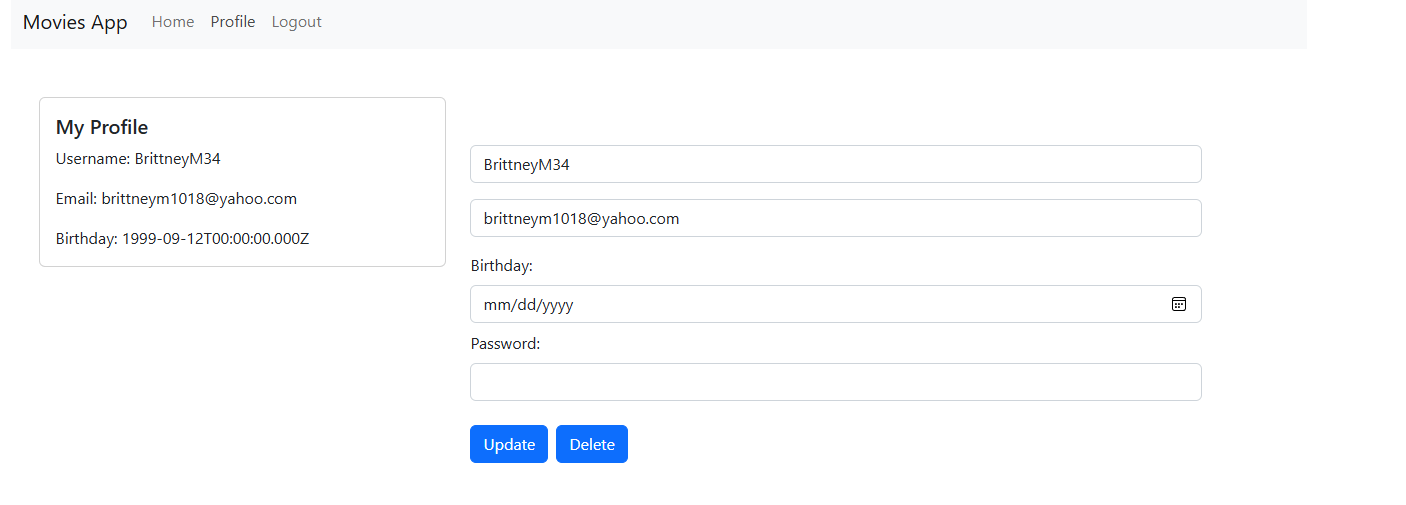 Movies App Home Profile Logout
My Profile
Username: BrittneyM34
Email: brittneym1018@yahoo.com
Birthday: 1999-09-12T00:00:00.000Z
BrittneyM34
brittneym1018@yahoo.com
Birthday:
mm/dd/yyyy
Password:
Update Delete